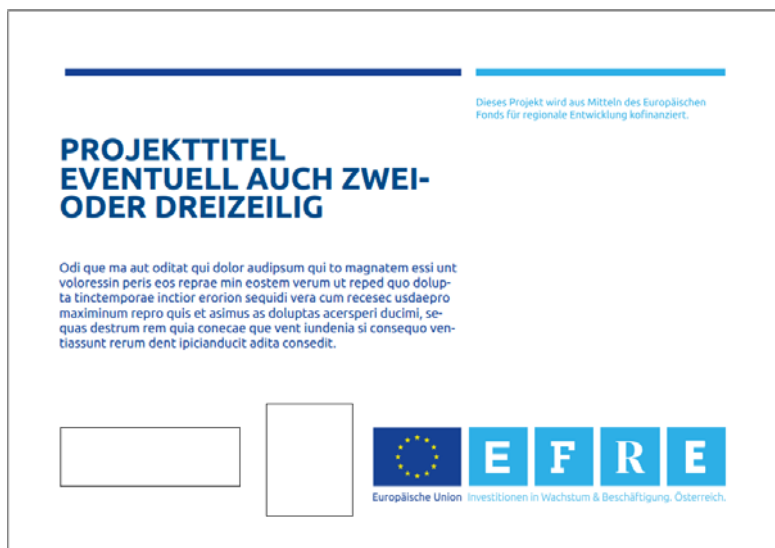 Dieses Projekt wird aus Mitteln des Europäischen
Fonds für regionale Entwicklung kofinanziert.
PROJEKTTITEL
EVENTUELL AUCH ZWEI-
ODER DREIZEILIG
Odi que ma aut oditat qui dolor audipsum qui to magnatem essi unt
voloressin peris eos reprae min eostem verum ut reped quo dolup-
ta tinctemporae inctior erorion sequidi vera cum recesec usdaepro
maximinum repro quis et asimus as doluptas acersperi ducimi, se-
quas destrum rem quia conecae que vent iundenia si consequo ven-
tiassunt rerum dent ipicianducit adita consedit.
E F R E
Europäische Union Investitionen in Wachstum & Beschäftigung. Österreich.